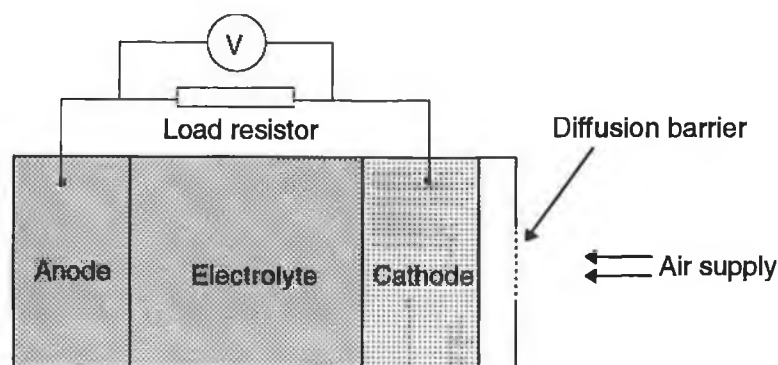 V
Load resistor
Diffusion barrier
Anode
Electrolyte
Cathode
Air supply